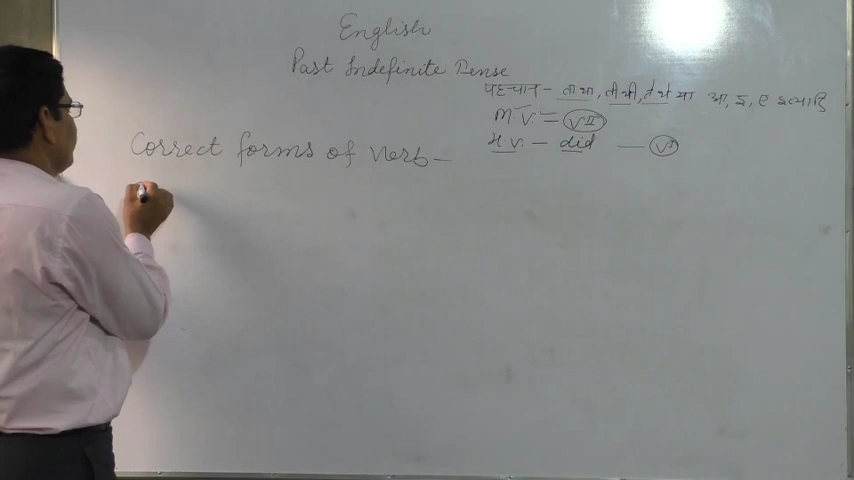 English
Past Indefinite Tense
पहचान - ता था, ती थी, ते थे या आ, इ, ए इत्यादि
M.V. = V II
H.V. - did — V I
Correct forms of Verb -